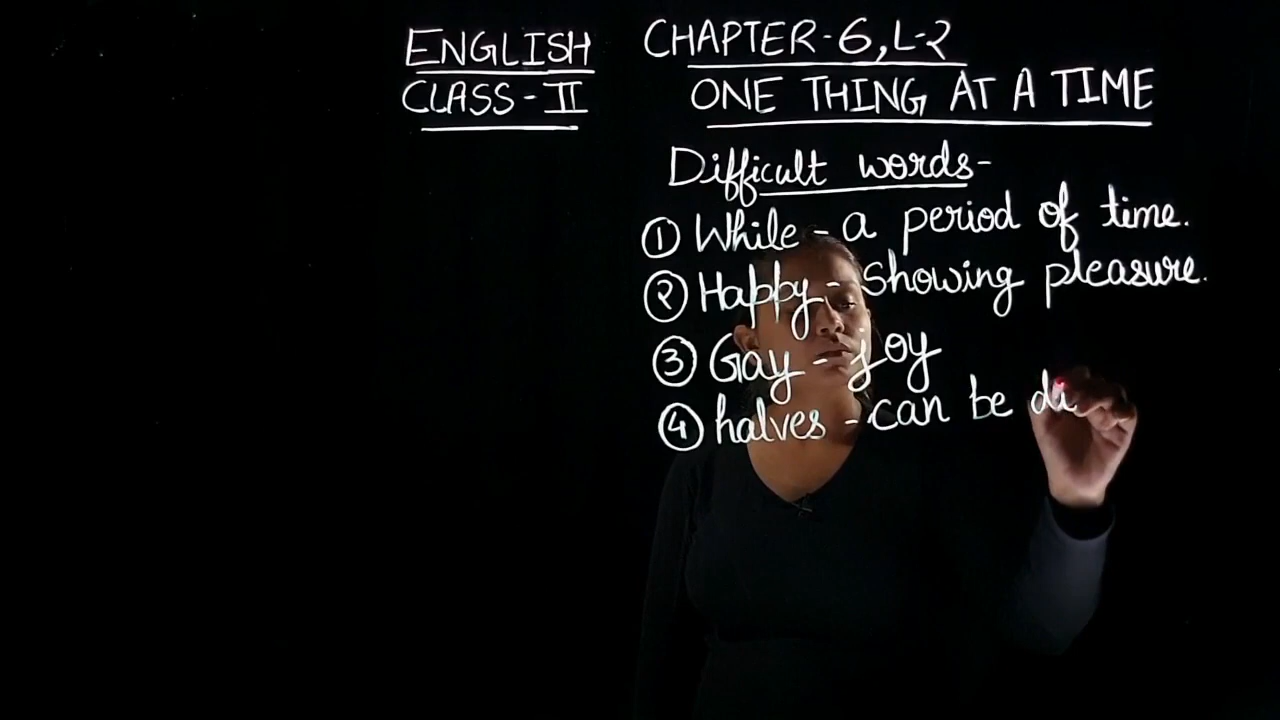 ENGLISH
CLASS-II
CHAPTER-6, L-2
ONE THING AT A TIME
Difficult words-
① While - a period of time.
② Happy - Showing pleasure.
③ Gay - joy
④ halves - can be di